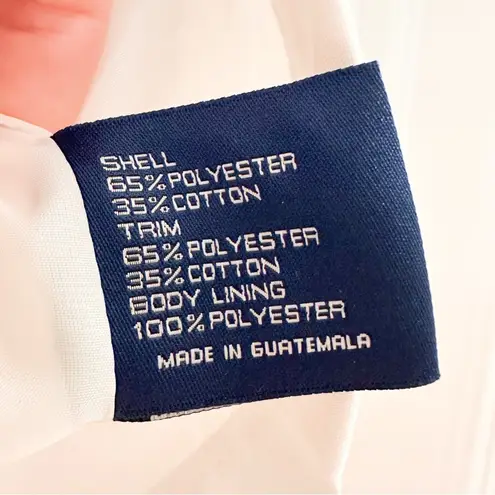 SHELL
65% POLYESTER
35% COTTON
TRIM
65% POLYESTER
35% COTTON
BODY LINING
100% POLYESTER
MADE IN GUATEMALA